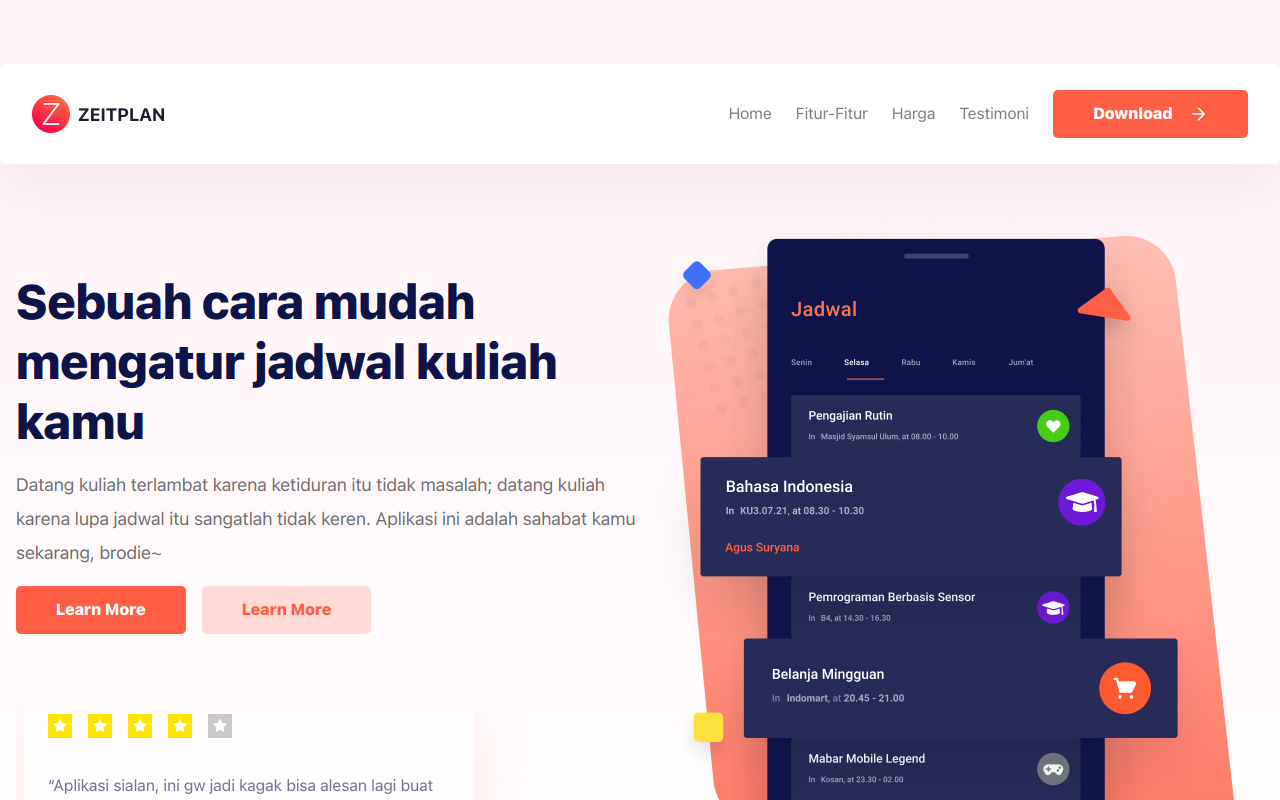 Z ZEITPLAN
Home Fitur-Fitur Harga Testimoni Download
Sebuah cara mudah
mengatur jadwal kuliah
kamu
Datang kuliah terlambat karena ketiduran itu tidak masalah; datang kuliah
karena lupa jadwal itu sangatlah tidak keren. Aplikasi ini adalah sahabat kamu
sekarang, brodie~
Learn More Learn More
“Aplikasi sialan, ini gw jadi kagak bisa alesan lagi buat
Jadwal
Senin Selasa Rabu Kamis Jum'at
Pengajian Rutin
In Masjid Syamsul Ulum, at 08.00 - 10.00
Bahasa Indonesia
In KU3.07.21, at 08.30 - 10.30
Agus Suryana
Pemrograman Berbasis Sensor
In B4, at 14.30 - 16.30
Belanja Mingguan
In Indomart, at 20.45 - 21.00
Mabar Mobile Legend
In Kosan, at 23.30 - 02.00